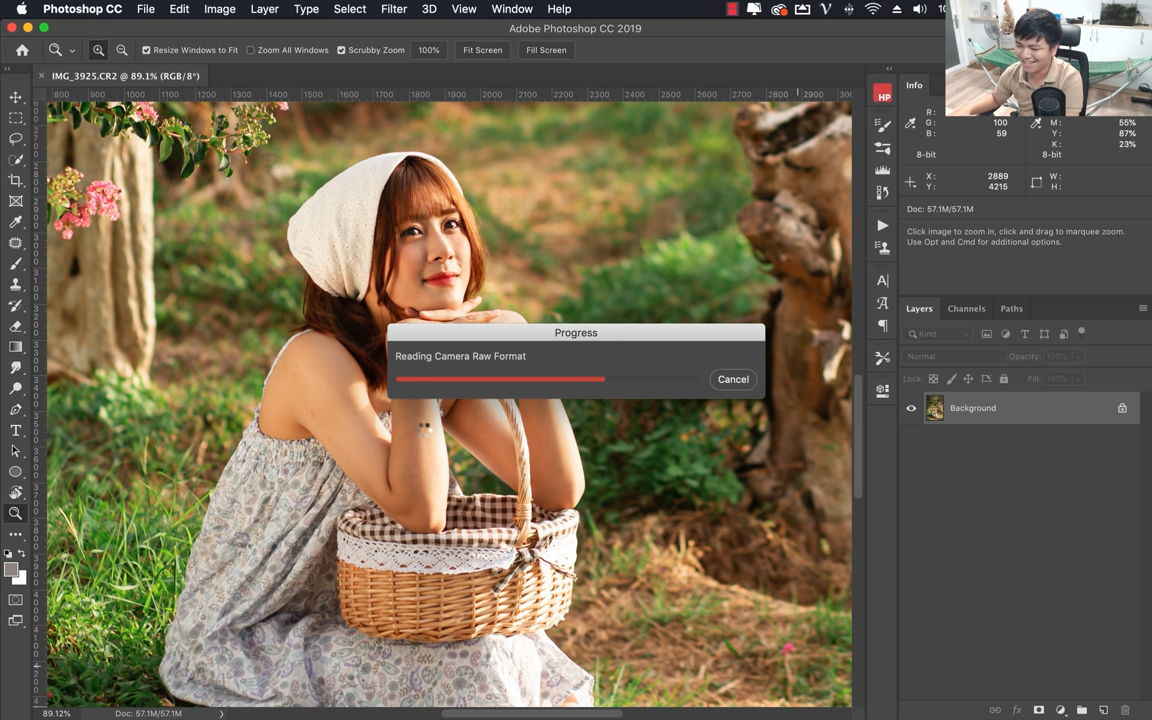 Photoshop CC File Edit Image Layer Type Select Filter 3D View Window Help
Adobe Photoshop CC 2019
Resize Windows to Fit Zoom All Windows Scrubby Zoom 100% Fit Screen Fill Screen
IMG_3925.CR2 @ 89.1% (RGB/8*)
800 900 1000 1100 1200 1300 1400 1500 1600 1700 1800 1900 2000 2100 2200 2300 2400 2500 2600 2700 2800 2900
HP
Info
R:
G: 100 M: 55%
B: 59 Y: 87%
K: 23%
8-bit 8-bit
X: 2889 W:
Y: 4215 H:
Doc: 57.1M/57.1M
Click image to zoom in, click and drag to marquee zoom.
Use Opt and Cmd for additional options.
Layers Channels Paths
Kind
Normal Opacity: 100%
Lock: Fill: 100%
Background
Progress
Reading Camera Raw Format
Cancel
89.12% Doc: 57.1M/57.1M